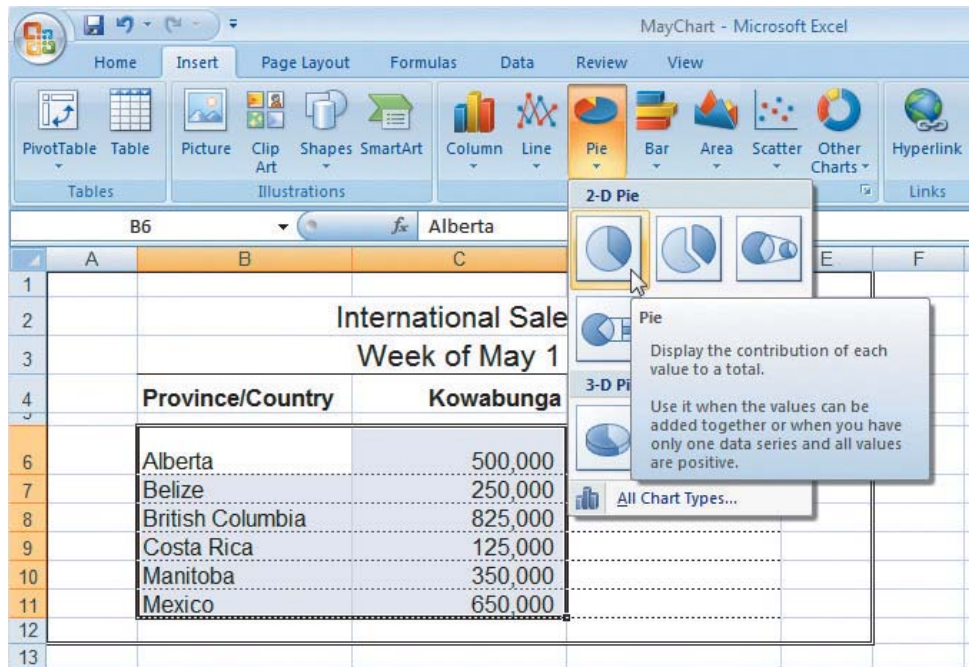 MayChart - Microsoft Excel
Home Insert Page Layout Formulas Data Review View
PivotTable Table Picture Clip Art Shapes SmartArt Column Line Pie Bar Area Scatter Other Charts Hyperlink
Tables Illustrations Links
B6 fx Alberta
A B C E F
1
2 International Sale
3 Week of May 1
4 Province/Country Kowabunga
6 Alberta 500,000
7 Belize 250,000
8 British Columbia 825,000
9 Costa Rica 125,000
10 Manitoba 350,000
11 Mexico 650,000
12
13
2-D Pie
Pie
Display the contribution of each
value to a total.
Use it when the values can be
added together or when you have
only one data series and all values
are positive.
3-D Pi
All Chart Types...